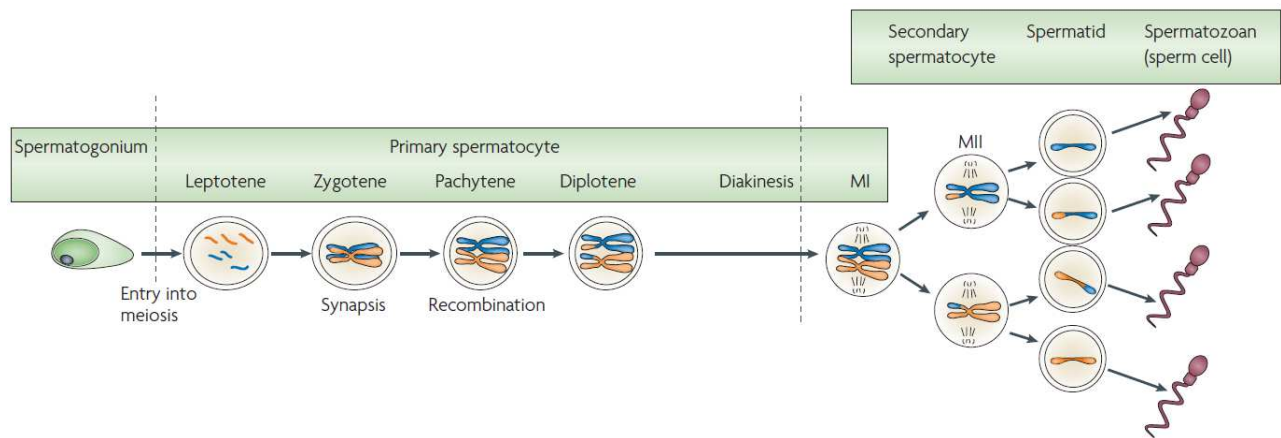 Secondary
spermatocyte
Spermatid
Spermatozoan
(sperm cell)
Spermatogonium
Primary spermatocyte
Leptotene
Zygotene
Pachytene
Diplotene
Diakinesis
MI
MII
Entry into
meiosis
Synapsis
Recombination